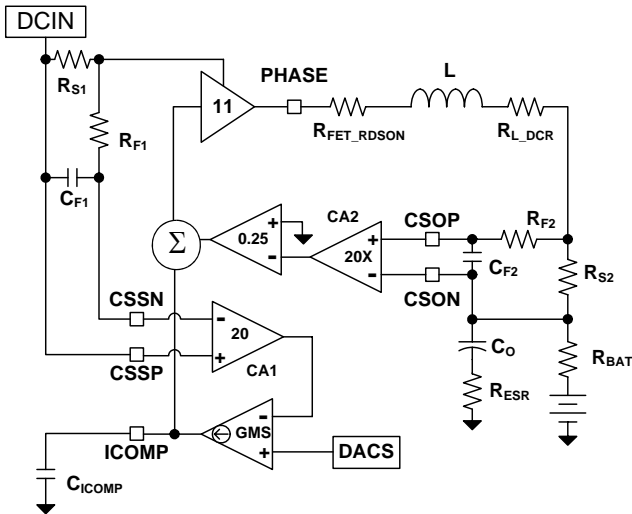 DCIN
RS1
PHASE
L
11
RFET_RDSON
RL_DCR
RF1
CF1
CA2
CSOP
RF2
Σ
0.25
+
-
20X
+
-
CF2
RS2
CSON
CSSN
-
20
+
CO
RBAT
CSSP
CA1
RESR
-
GMS
+
ICOMP
DACS
CICOMP